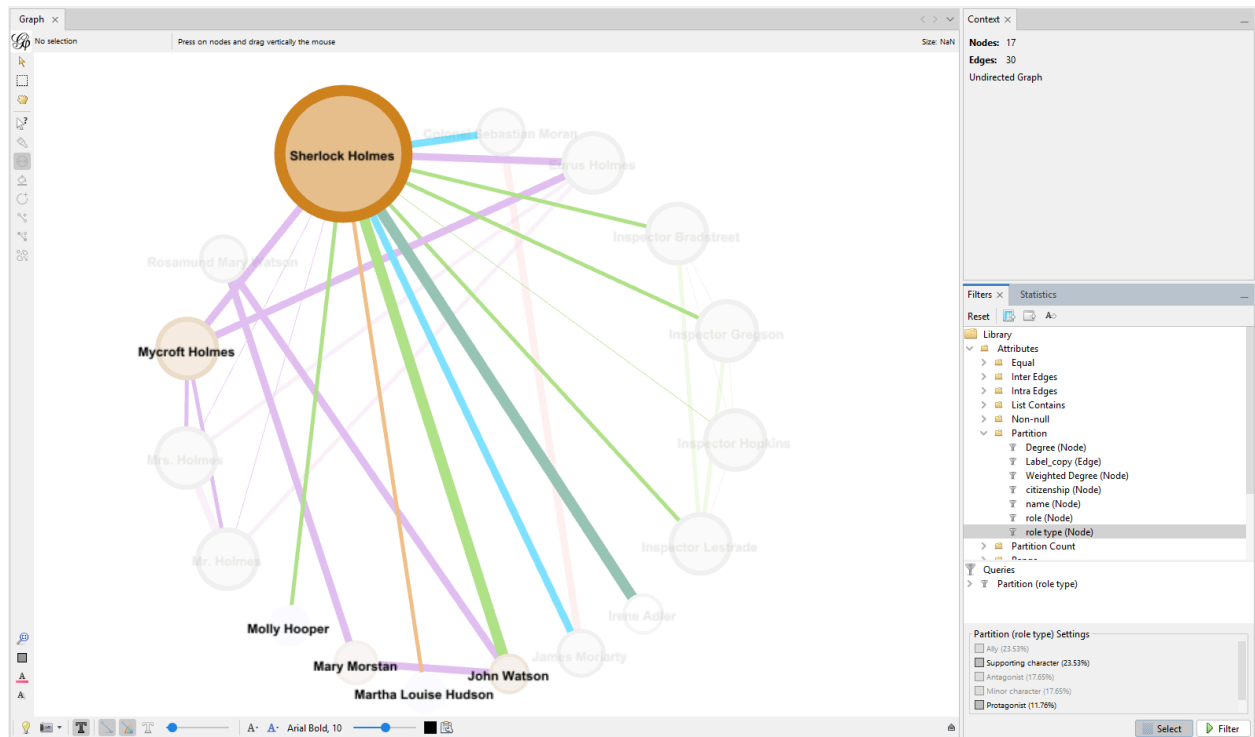 Graph ×
Context ×
No selection
Press on nodes and drag vertically the mouse
Size: NaN
Nodes: 17
Edges: 30
Undirected Graph
Colonel Sebastian Moran
Sherlock Holmes
Eurus Holmes
Inspector Bradstreet
Rosamund Mary Watson
Inspector Gregson
Mycroft Holmes
Inspector Hopkins
Mrs. Holmes
Inspector Lestrade
Mr. Holmes
Irene Adler
Molly Hooper
James Moriarty
Mary Morstan
John Watson
Martha Louise Hudson
Filters ×
Statistics
Reset
Library
Attributes
Equal
Inter Edges
Intra Edges
List Contains
Non-null
Partition
Degree (Node)
Label_copy (Edge)
Weighted Degree (Node)
citizenship (Node)
name (Node)
role (Node)
role type (Node)
Partition Count
Range
Queries
Partition (role type)
Partition (role type) Settings
Ally (23.53%)
Supporting character (23.53%)
Antagonist (17.65%)
Minor character (17.65%)
Protagonist (11.76%)
Select
Filter
A- A- Arial Bold, 10